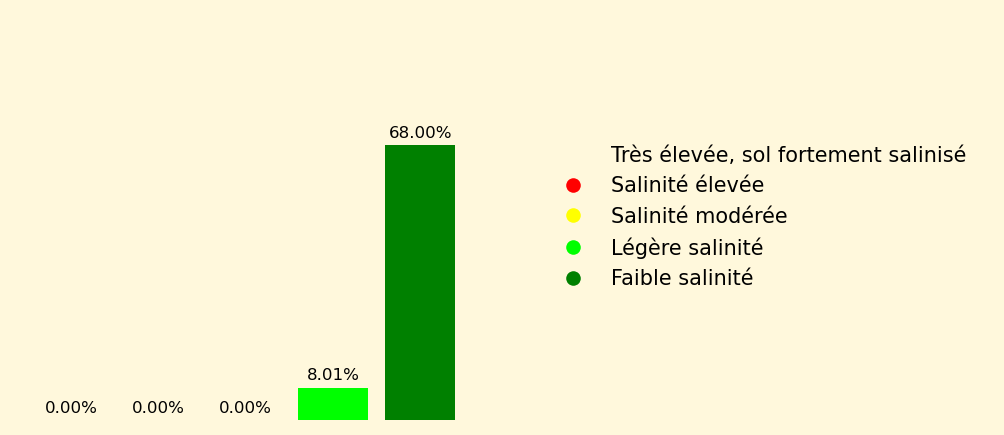 68.00%
8.01%
0.00% 0.00% 0.00%
Très élevée, sol fortement salinisé
Salinité élevée
Salinité modérée
Légère salinité
Faible salinité